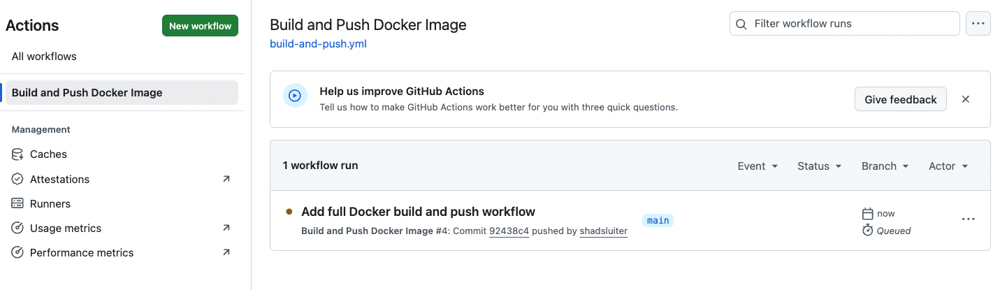 Actions
New workflow
All workflows
Build and Push Docker Image
Management
Caches
Attestations
Runners
Usage metrics
Performance metrics
Build and Push Docker Image
build-and-push.yml
Filter workflow runs
Help us improve GitHub Actions
Tell us how to make GitHub Actions work better for you with three quick questions.
Give feedback
1 workflow run
Event
Status
Branch
Actor
Add full Docker build and push workflow
Build and Push Docker Image #4: Commit 92438c4 pushed by shadsluiter
main
now
Queued